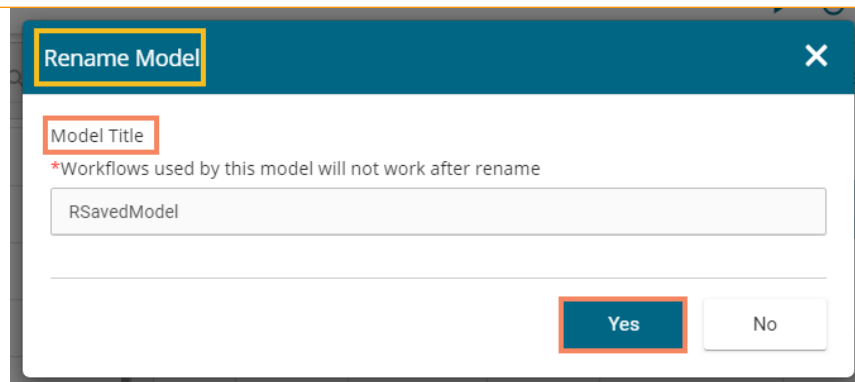 Rename Model
Model Title
*Workflows used by this model will not work after rename
RSavedModel
Yes No